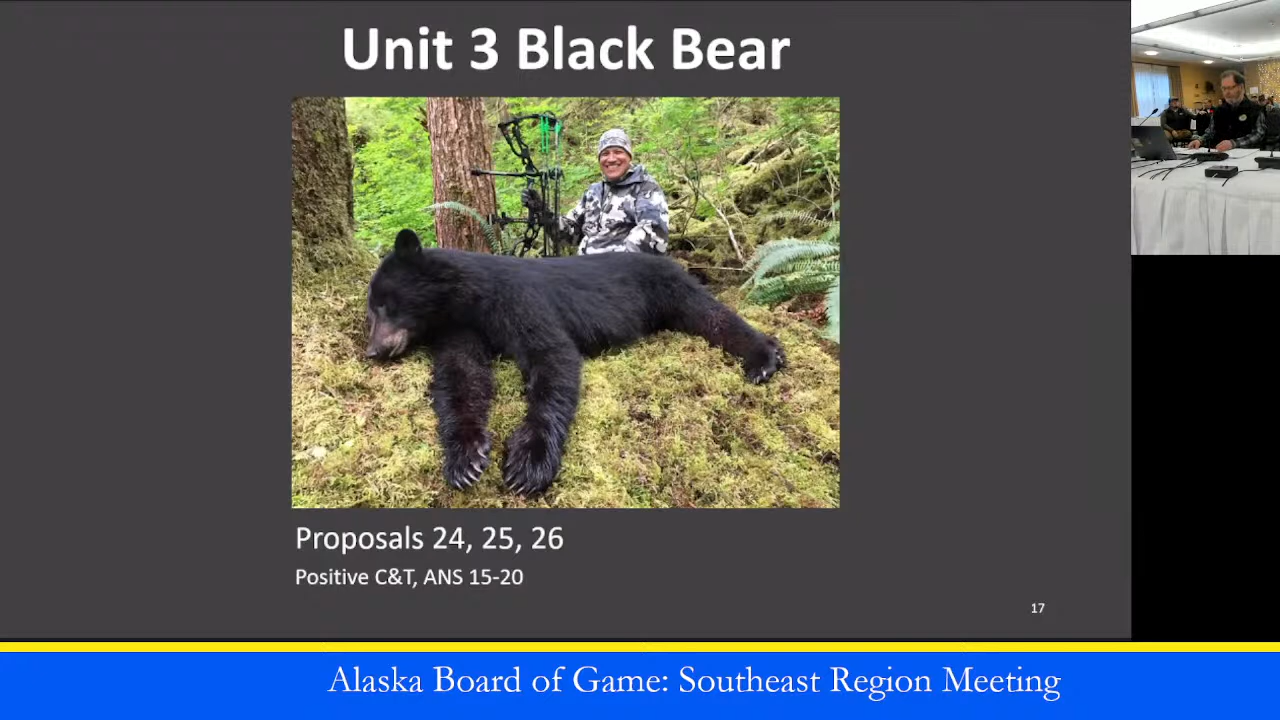 Unit 3 Black Bear
Proposals 24, 25, 26
Positive C&T, ANS 15-20
17
Alaska Board of Game: Southeast Region Meeting